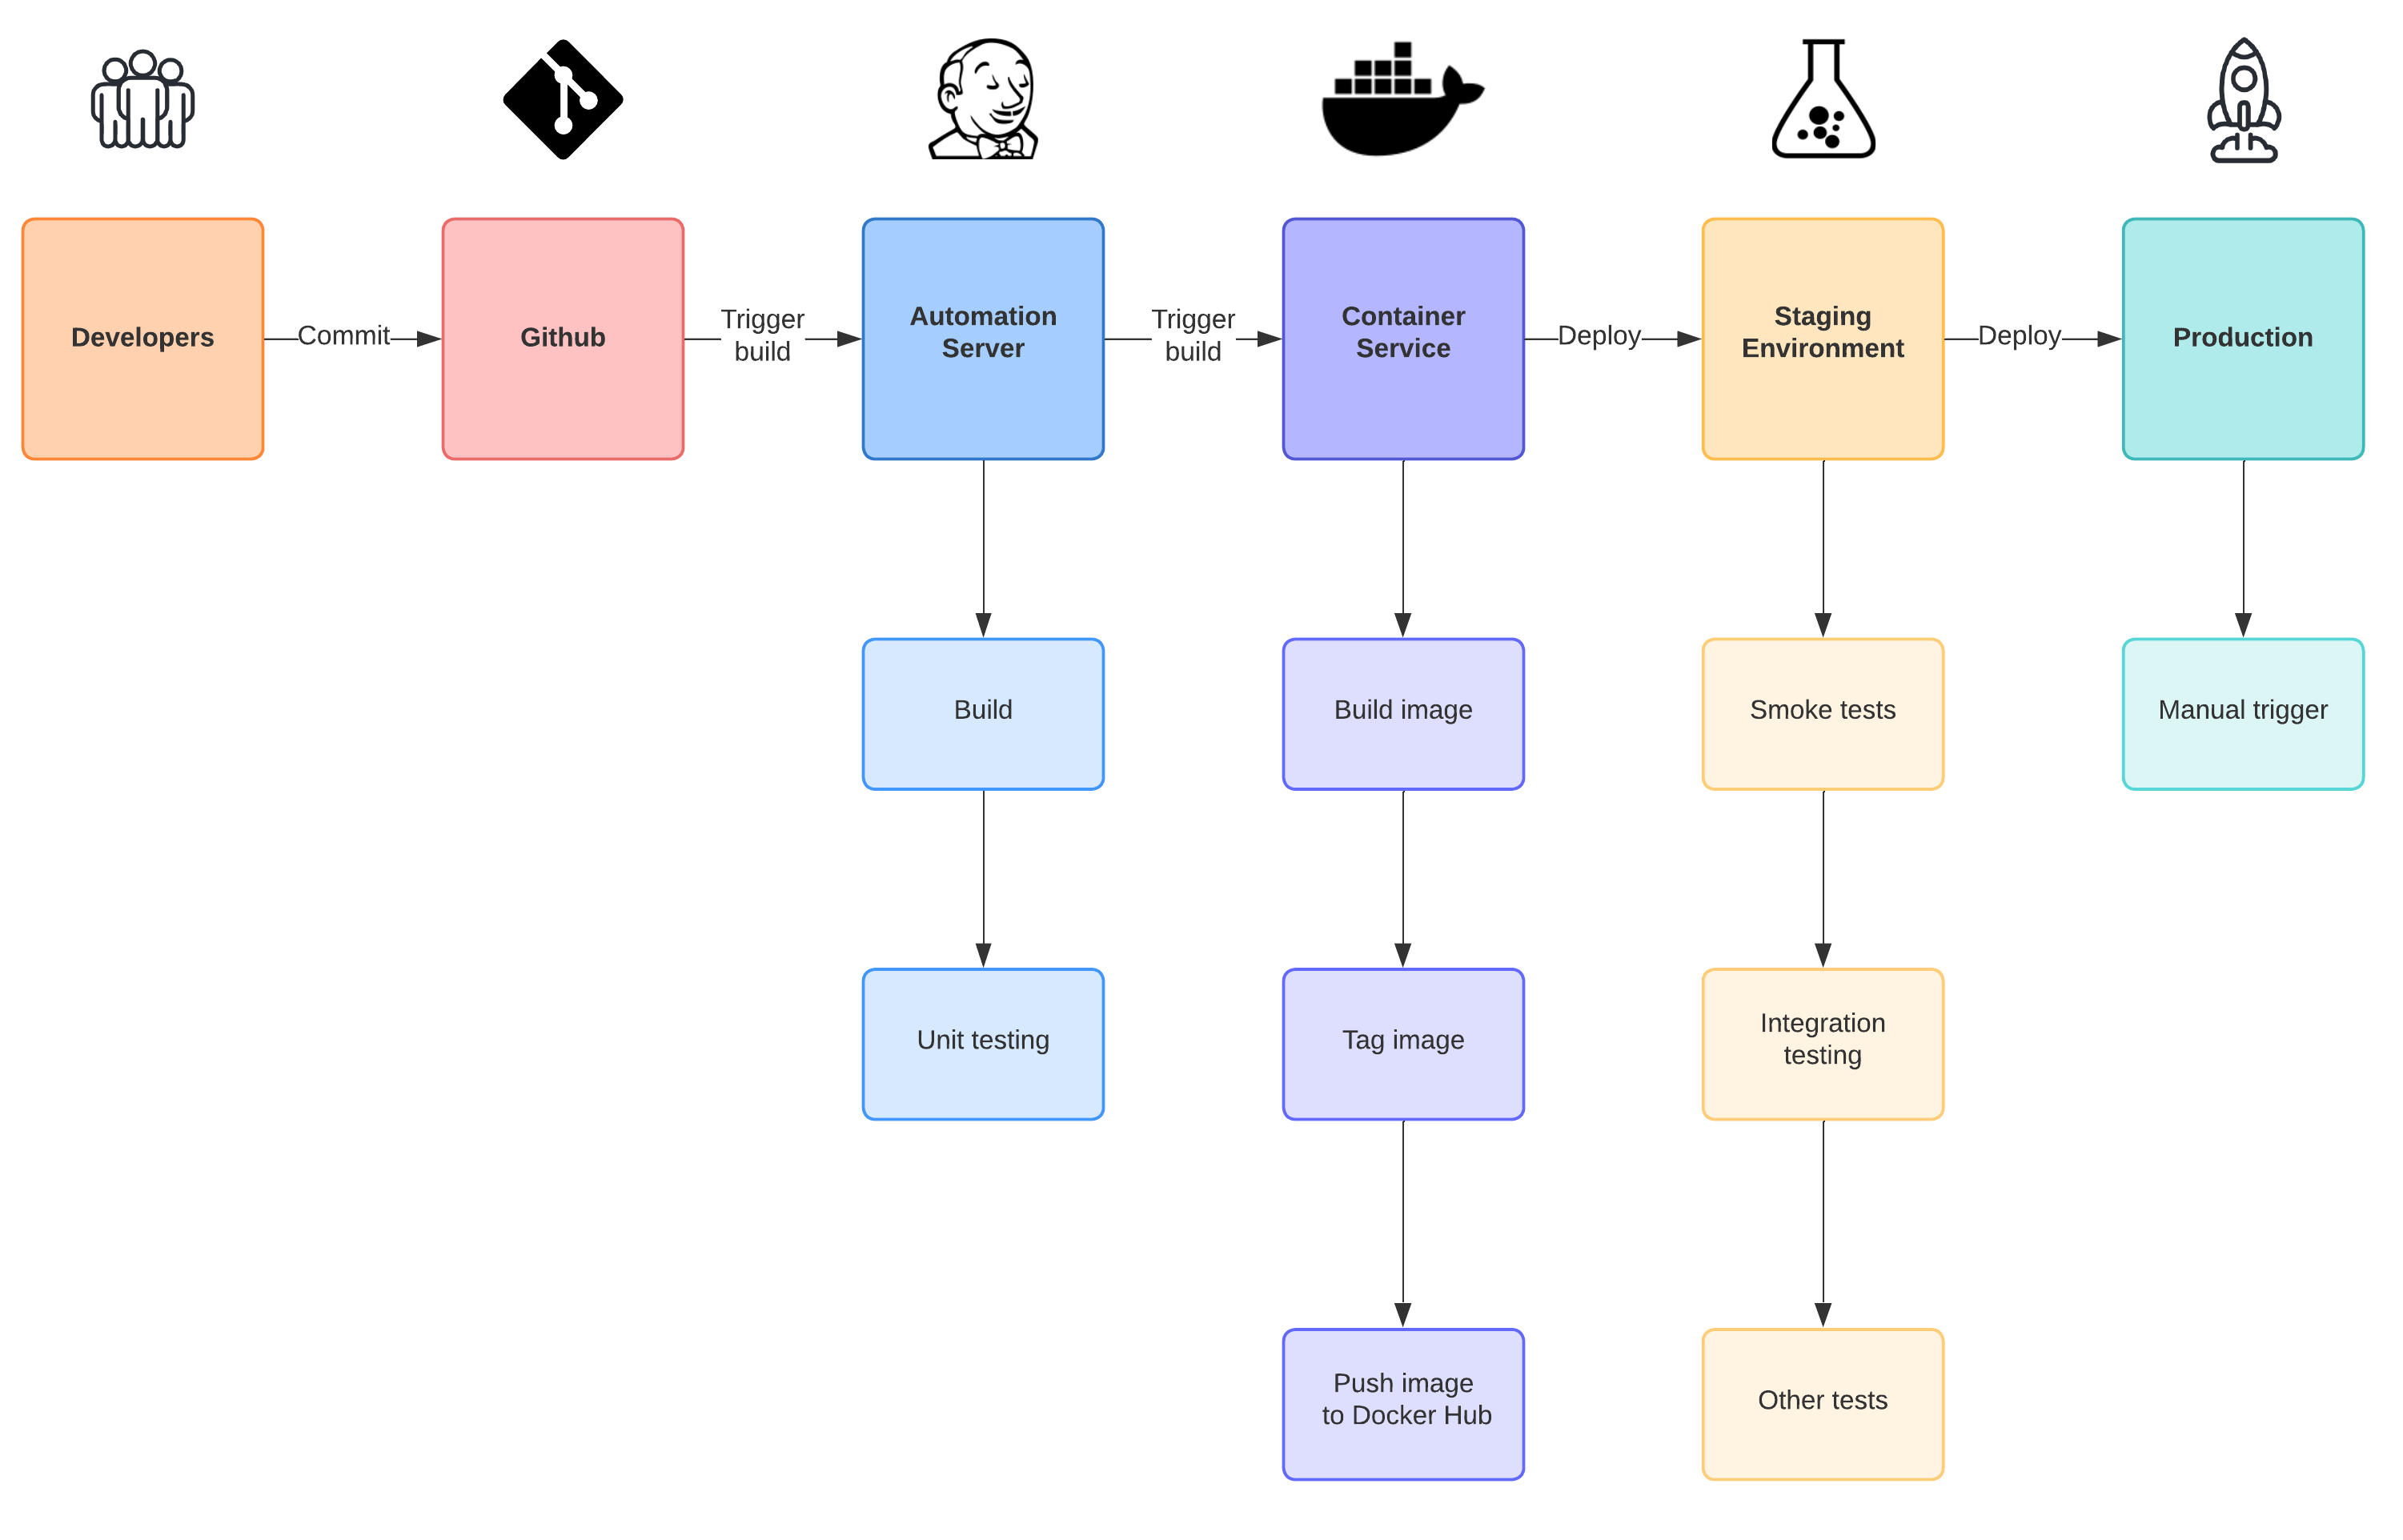 Developers
Commit
Github
Trigger
build
Automation
Server
Trigger
build
Container
Service
Deploy
Staging
Environment
Deploy
Production
Build
Build image
Smoke tests
Manual trigger
Unit testing
Tag image
Integration
testing
Push image
to Docker Hub
Other tests